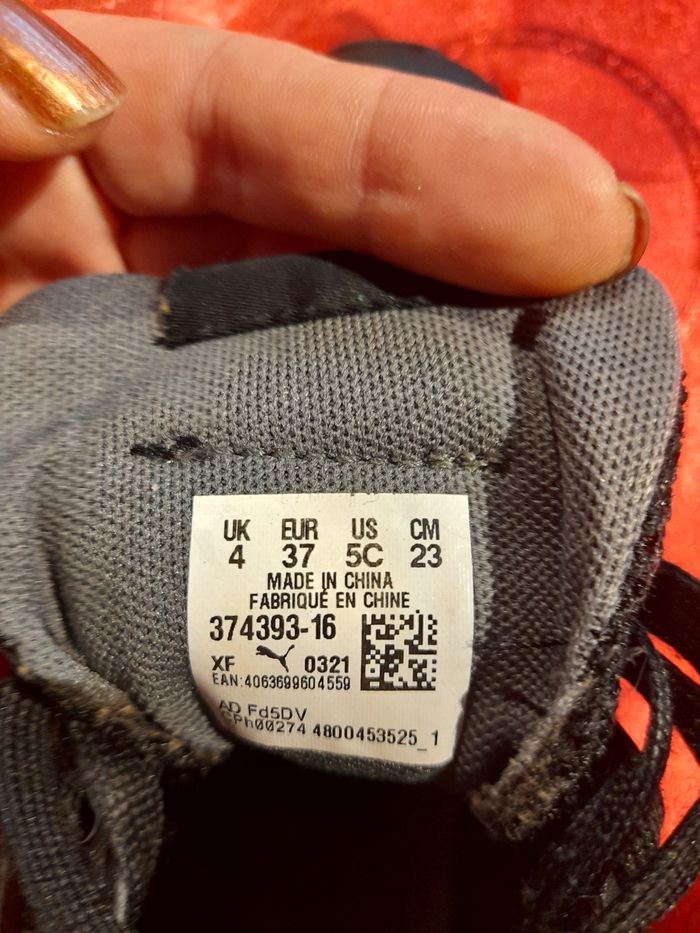 UK EUR US CM
4 37 5C 23
MADE IN CHINA
FABRIQUÉ EN CHINE
374393-16
XF 0321
EAN:4063699604559
AD Fd5DV
CPh00274 4800453525_1